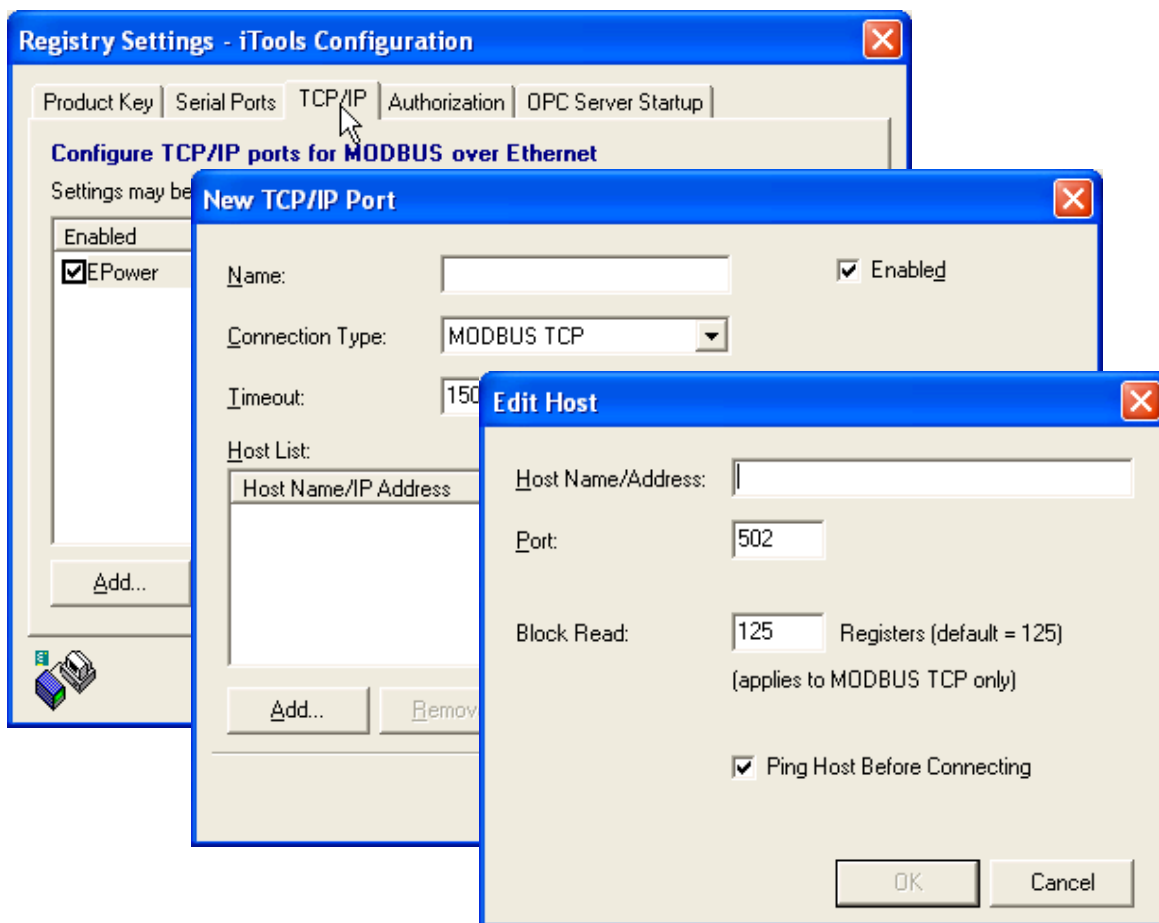 Registry Settings - iTools Configuration
Product Key Serial Ports TCP/IP Authorization OPC Server Startup
Configure TCP/IP ports for MODBUS over Ethernet
Settings may be
Enabled
EPower
Add...
New TCP/IP Port
Name:
Enabled
Connection Type: MODBUS TCP
Timeout: 150
Host List:
Host Name/IP Address
Add...
Edit Host
Host Name/Address:
Port: 502
Block Read: 125 Registers (default = 125)
(applies to MODBUS TCP only)
Ping Host Before Connecting
OK Cancel